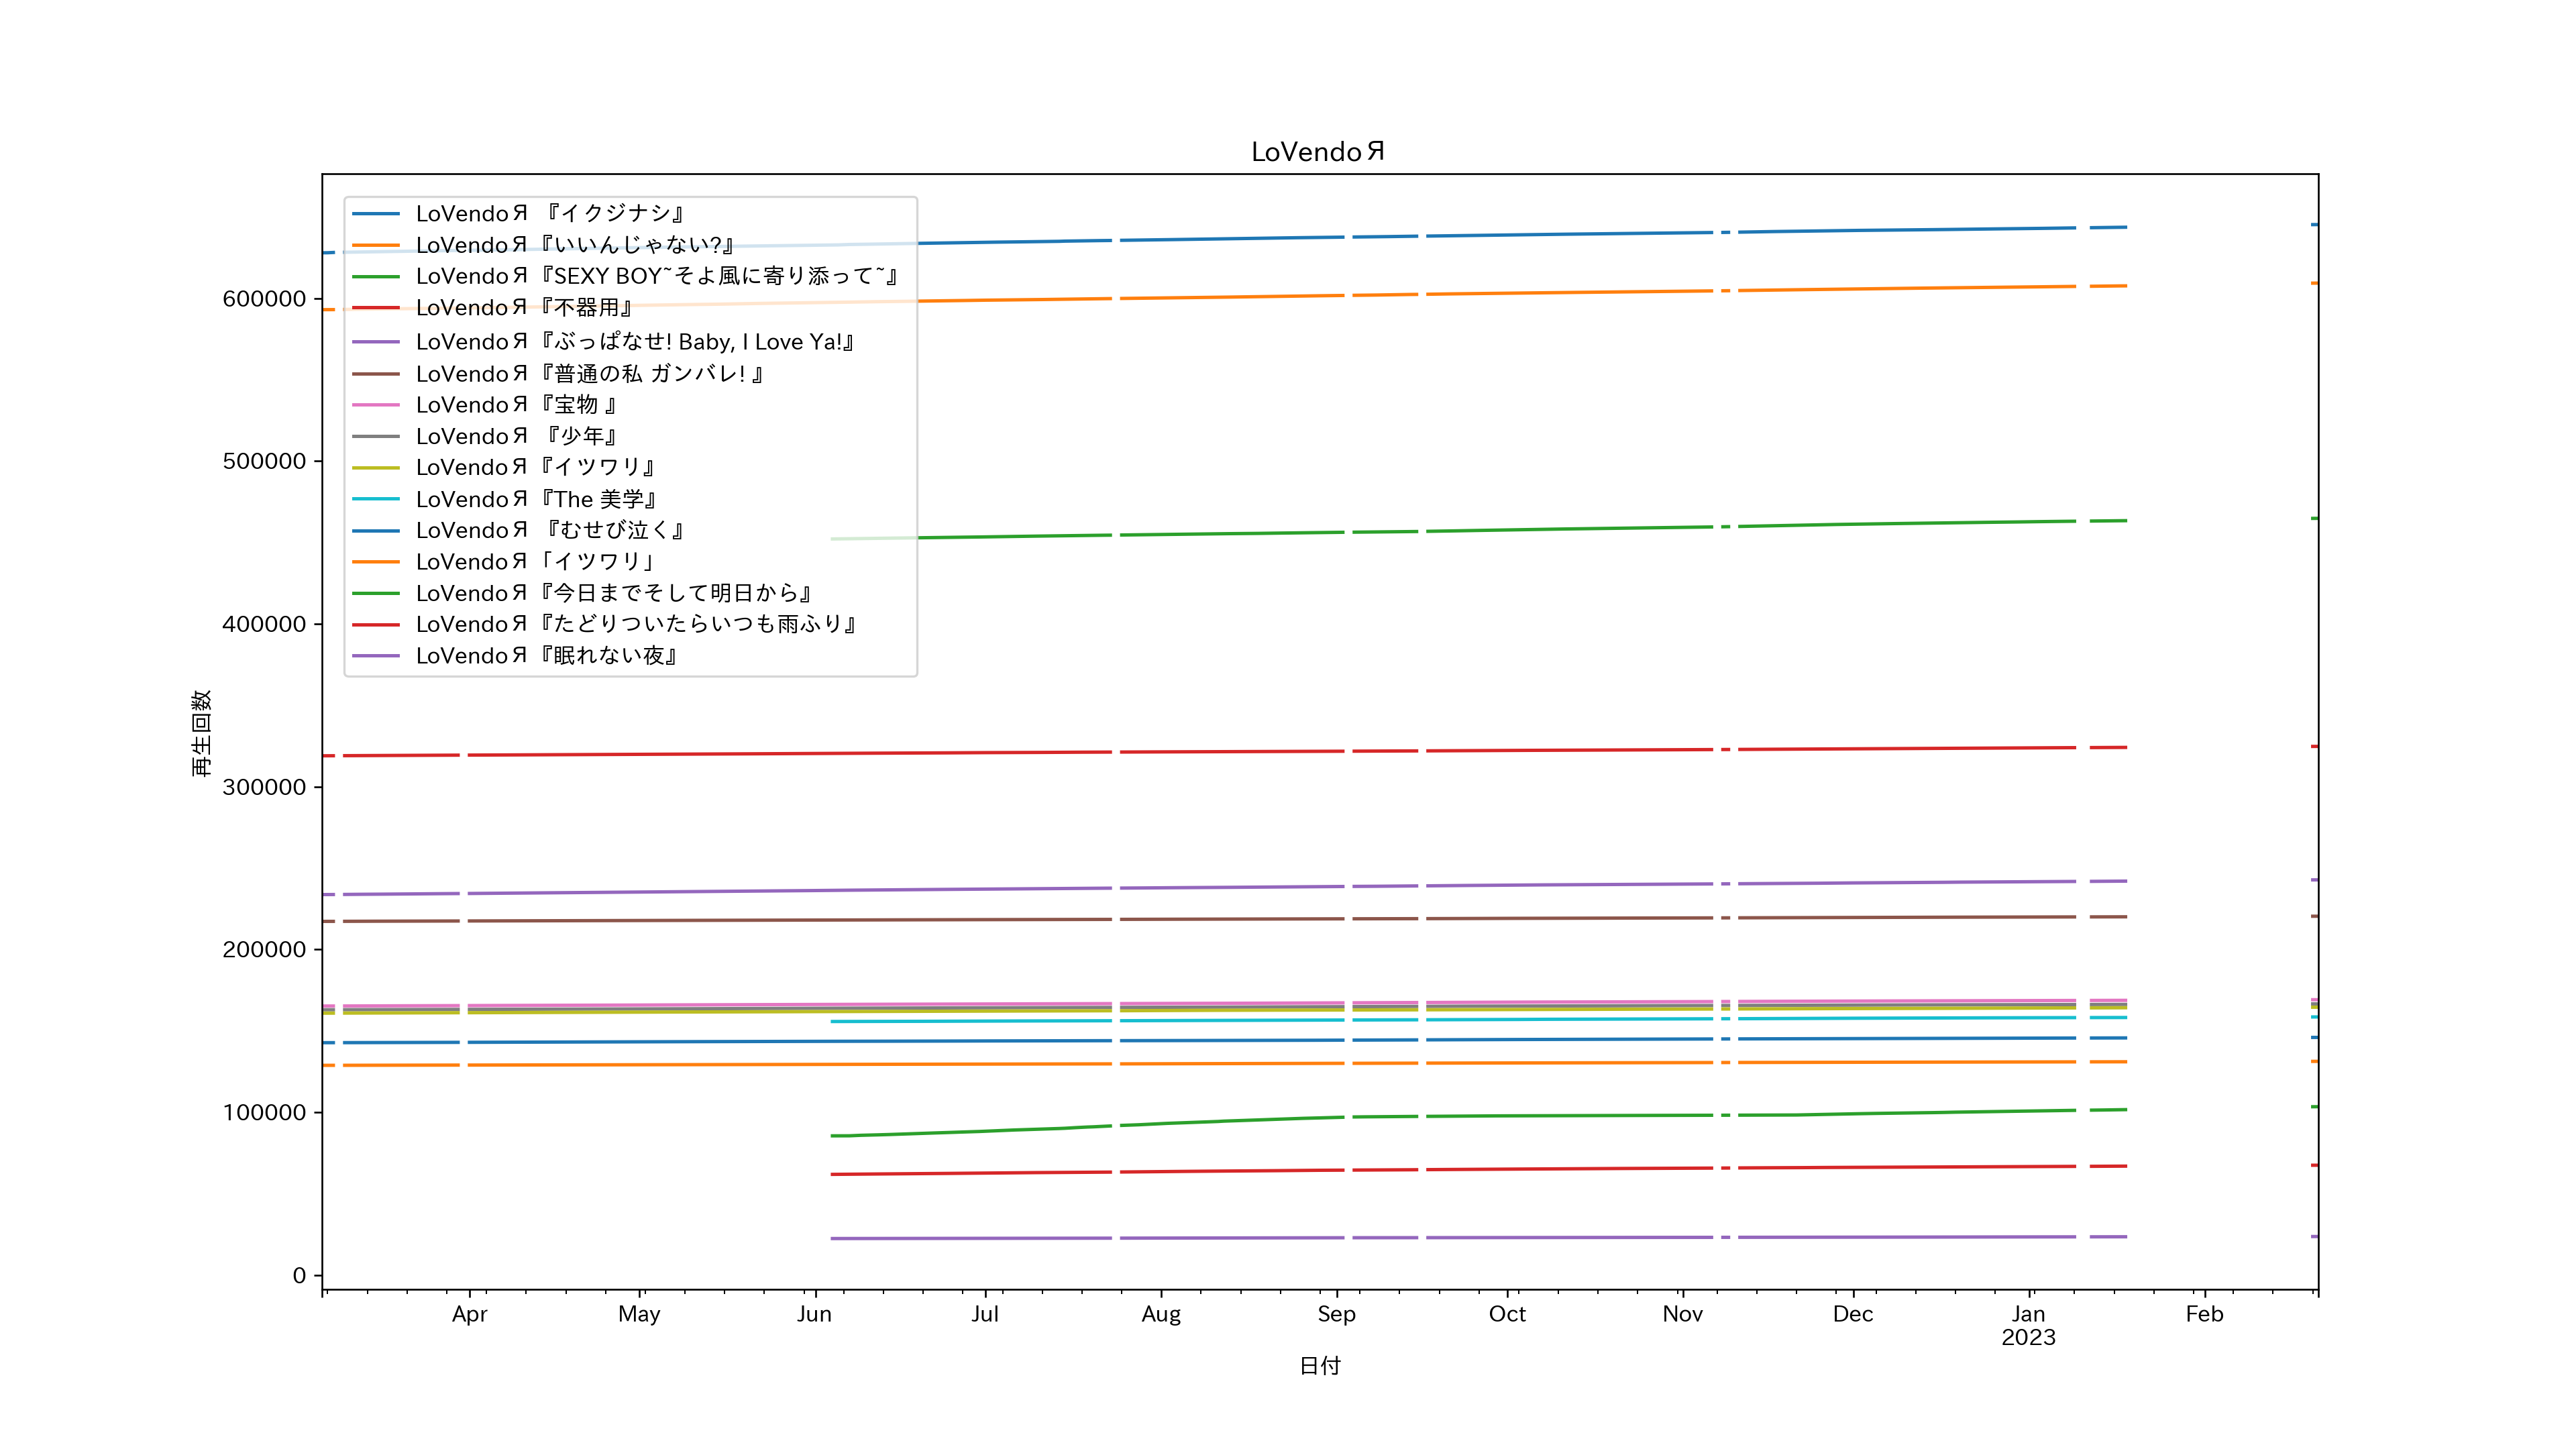 LoVendoЯ
LoVendoЯ 『イクジナシ』
LoVendoЯ『いいんじゃない?』
LoVendoЯ『SEXY BOY~そよ風に寄り添って~』
LoVendoЯ『不器用』
LoVendoЯ『ぶっぱなせ! Baby, I Love Ya!』
LoVendoЯ『普通の私 ガンバレ! 』
LoVendoЯ『宝物 』
LoVendoЯ 『少年』
LoVendoЯ『イツワリ』
LoVendoЯ『The 美学』
LoVendoЯ 『むせび泣く』
LoVendoЯ「イツワリ」
LoVendoЯ『今日までそして明日から』
LoVendoЯ『たどりついたらいつも雨ふり』
LoVendoЯ『眠れない夜』
再生回数
600000
500000
400000
300000
200000
100000
0
Apr May Jun Jul Aug Sep Oct Nov Dec Jan Feb
2023
日付